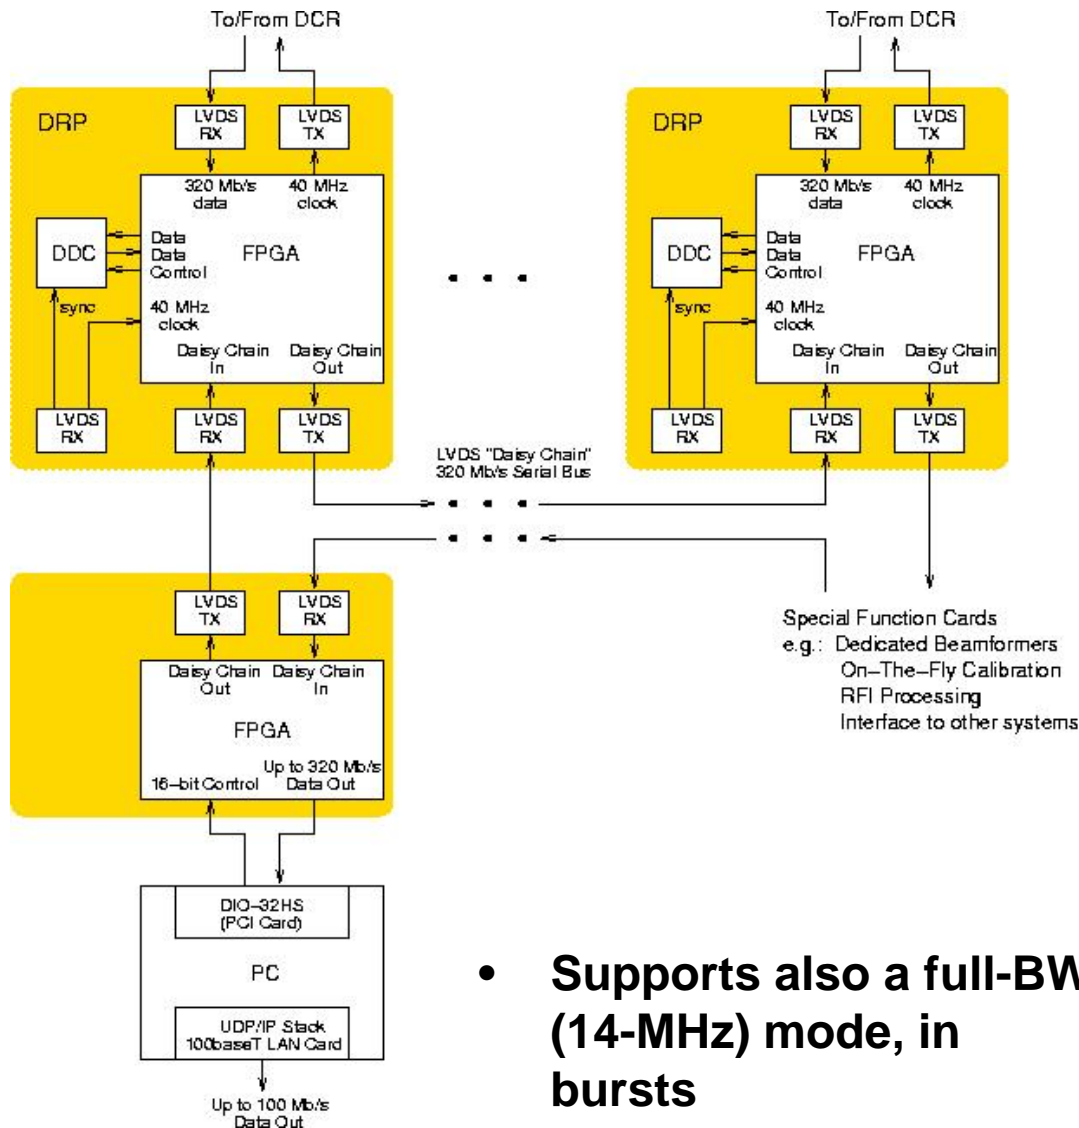 To/From DCR
DRP
LVDS
RX
LVDS
TX
320 Mb/s
data
40 MHz
clock
DDC
Data
Data
Control
FPGA
sync
40 MHz
clock
Daisy Chain
In
Daisy Chain
Out
LVDS
RX
LVDS
RX
LVDS
TX
To/From DCR
DRP
LVDS
RX
LVDS
TX
320 Mb/s
data
40 MHz
clock
DDC
Data
Data
Control
FPGA
sync
40 MHz
clock
Daisy Chain
In
Daisy Chain
Out
LVDS
RX
LVDS
RX
LVDS
TX
LVDS "Daisy Chain"
320 Mb/s Serial Bus
LVDS
TX
LVDS
RX
Daisy Chain
Out
Daisy Chain
In
FPGA
16-bit Control
Up to 320 Mb/s
Data Out
Special Function Cards
e.g.: Dedicated Beamformers
On-The-Fly Calibration
RFI Processing
Interface to other systems
DIO-32HS
(PCI Card)
PC
UDP/IP Stack
100baseT LAN Card
Up to 100 Mb/s
Data Out
• Supports also a full-BW
(14-MHz) mode, in
bursts